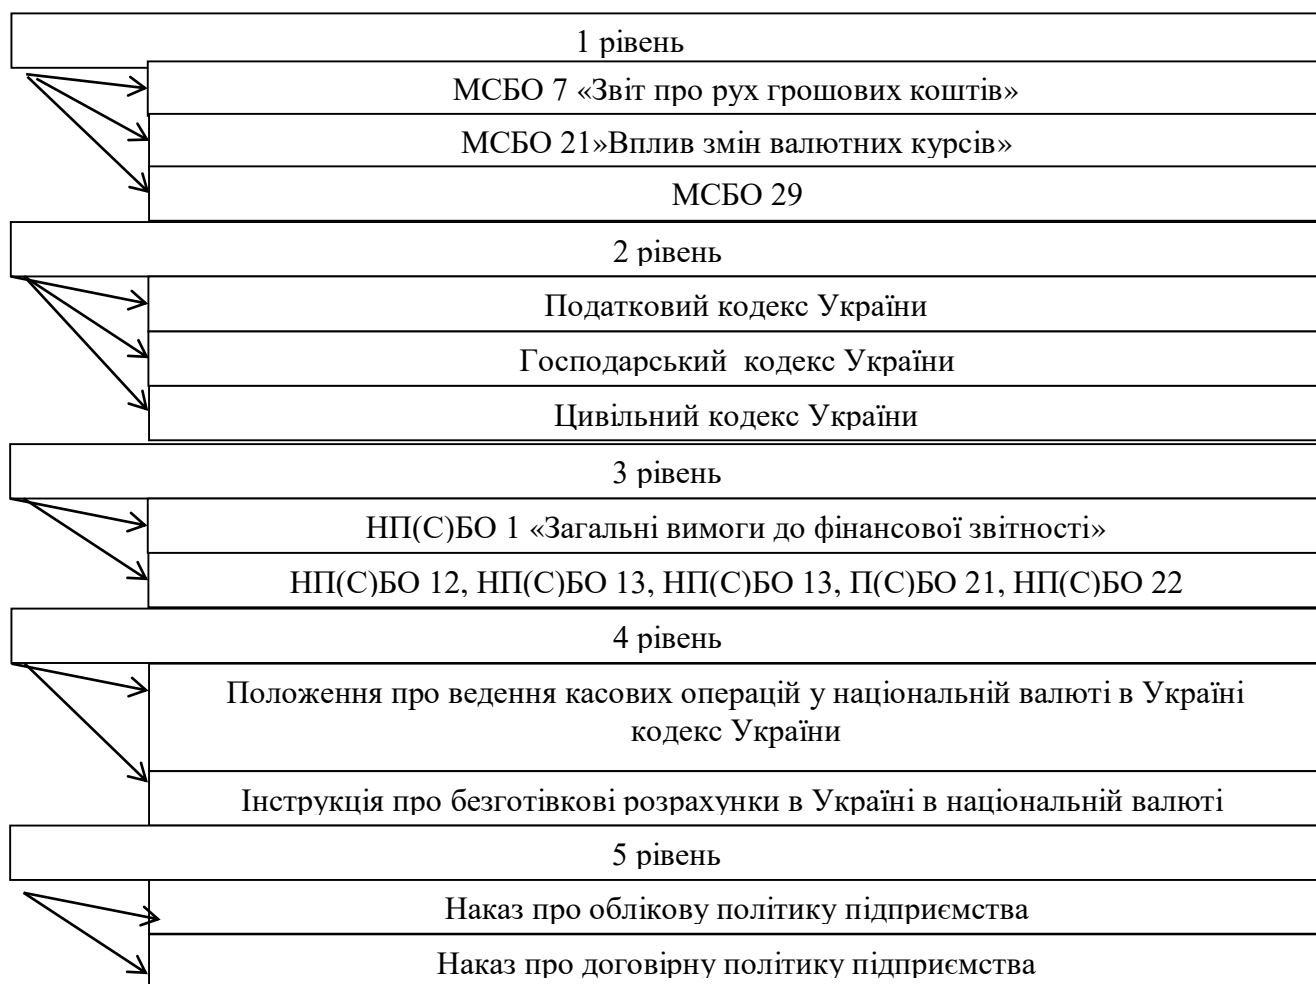 1 рівень
МСБО 7 «Звіт про рух грошових коштів»
МСБО 21»Вплив змін валютних курсів»
МСБО 29
2 рівень
Податковий кодекс України
Господарський  кодекс України
Цивільний кодекс України
3 рівень
НП(С)БО 1 «Загальні вимоги до фінансової звітності»
НП(С)БО 12, НП(С)БО 13, НП(С)БО 13, П(С)БО 21, НП(С)БО 22
4 рівень
Положення про ведення касових операцій у національній валюті в Україні
кодекс України
Інструкція про безготівкові розрахунки в Україні в національній валюті
5 рівень
Наказ про облікову політику підприємства
Наказ про договірну політику підприємства